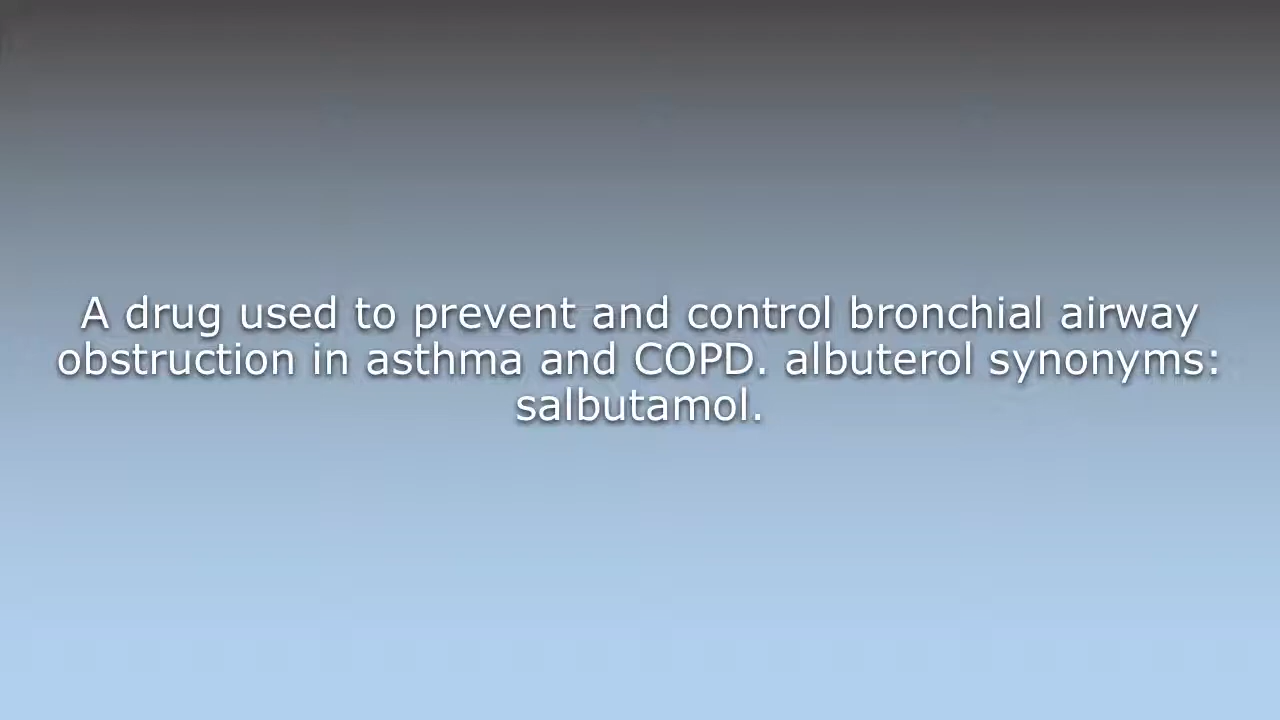 A drug used to prevent and control bronchial airway
obstruction in asthma and COPD. albuterol synonyms:
salbutamol.